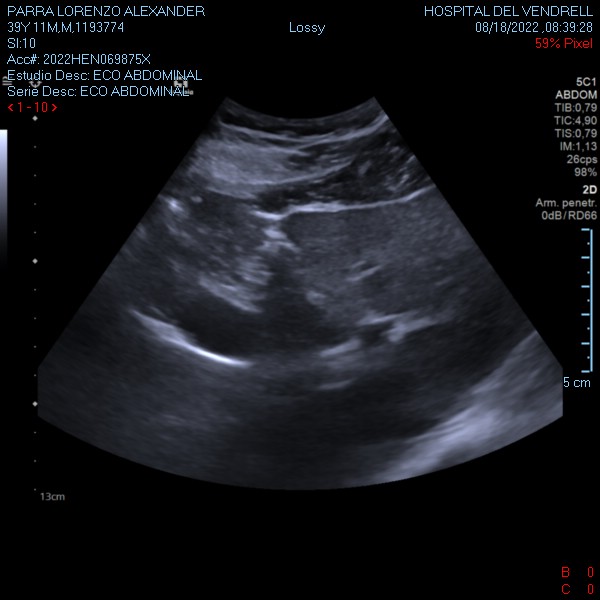 PARRA LORENZO ALEXANDER
39Y 11M,M,1193774
SI:10
Acc#: 2022HEN069875X
Estudio Desc: ECO ABDOMINAL
Serie Desc: ECO ABDOMINAL
< 1 - 10 >
Lossy
HOSPITAL DEL VENDRELL
08/18/2022 ,08:39:28
59% Pixel
5C1
ABDOM
TIB:0,79
TIC:4,90
TIS:0,79
IM:1,13
26cps
98%
2D
Arm. penetr.
0dB/RD66
5 cm
13cm
B 0
C 0